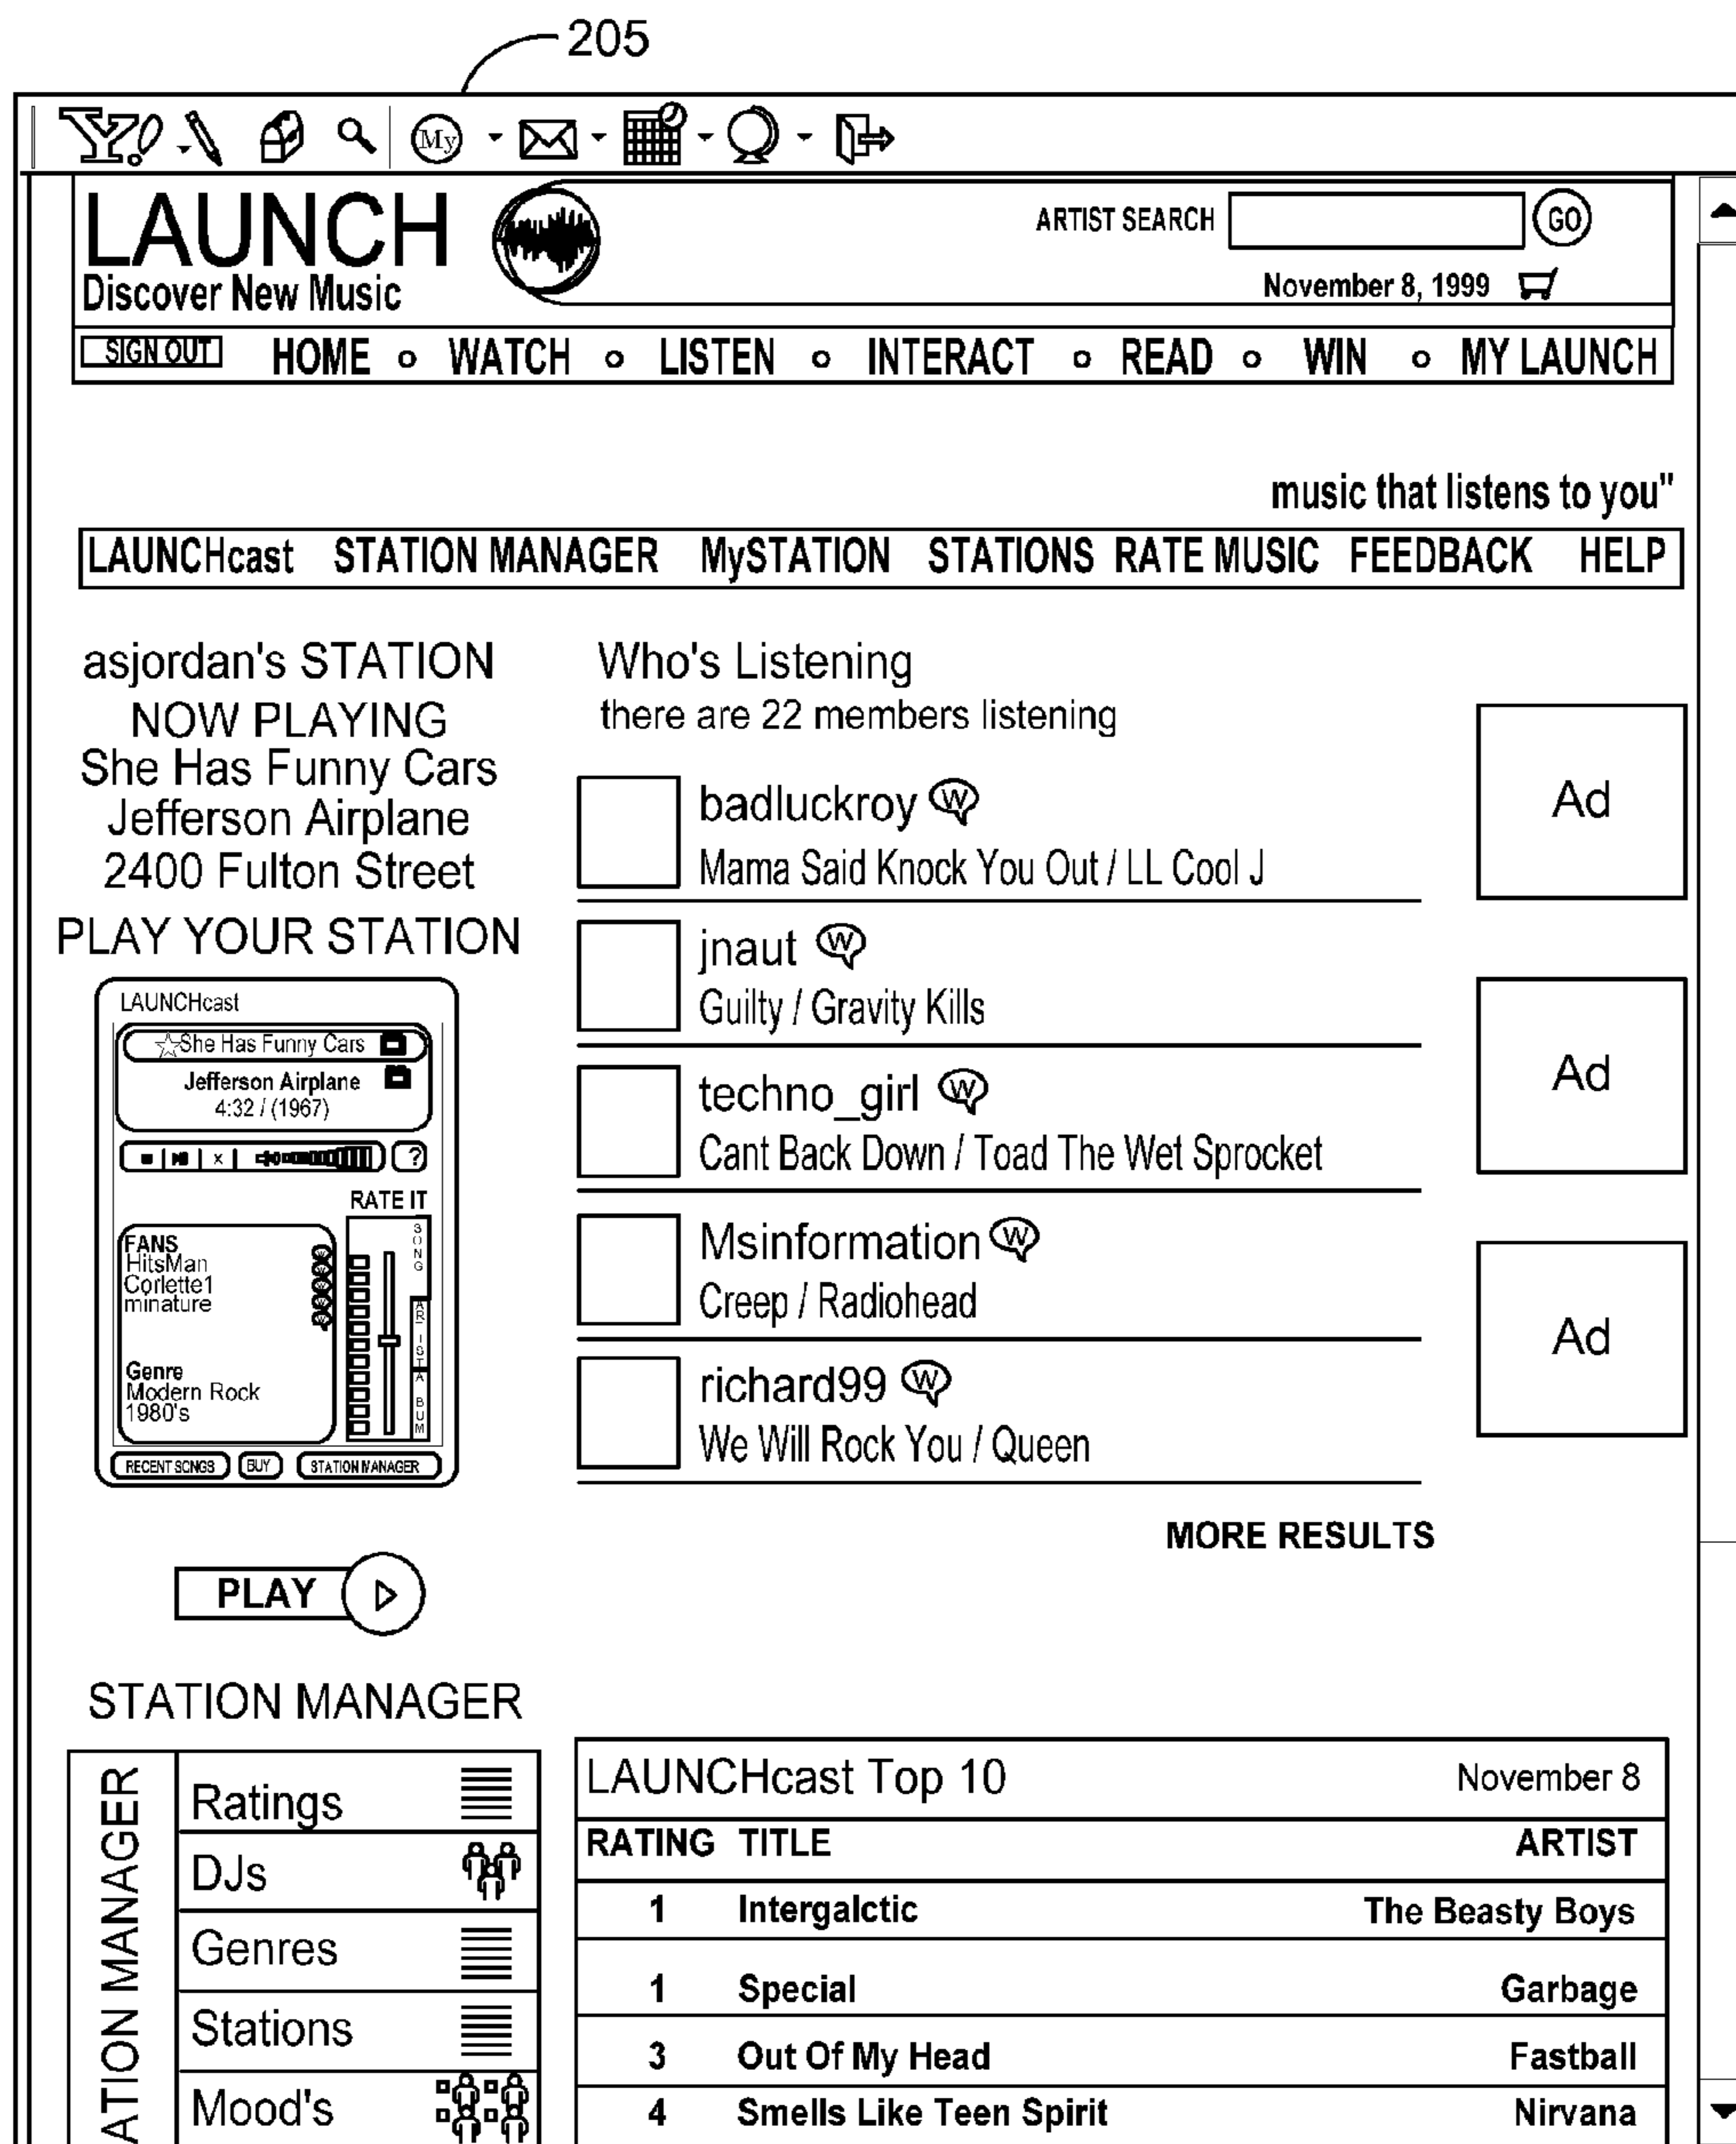 205
Y!
My
LAUNCH
Discover New Music
ARTIST SEARCH
GO
November 8, 1999
SIGN OUT HOME o WATCH o LISTEN o INTERACT o READ o WIN o MY LAUNCH
music that listens to you"
LAUNCHcast STATION MANAGER MySTATION STATIONS RATE MUSIC FEEDBACK HELP
asjordan's STATION
NOW PLAYING
She Has Funny Cars
Jefferson Airplane
2400 Fulton Street
PLAY YOUR STATION
LAUNCHcast
She Has Funny Cars
Jefferson Airplane
4:32 / (1967)
x ?
RATE IT
SONG
ARTIST
ALBUM
FANS
HitsMan
Corlette1
minature
Genre
Modern Rock
1980's
RECENT SONGS BUY STATION MANAGER
PLAY
Who's Listening
there are 22 members listening
badluckroy W
Mama Said Knock You Out / LL Cool J
jnaut W
Guilty / Gravity Kills
techno_girl W
Cant Back Down / Toad The Wet Sprocket
Msinformation W
Creep / Radiohead
richard99 W
We Will Rock You / Queen
MORE RESULTS
Ad
Ad
Ad
STATION MANAGER
ATION MANAGER
Ratings
DJs
Genres
Stations
Mood's
LAUNCHcast Top 10 November 8
RATING TITLE ARTIST
1 Intergalctic The Beasty Boys
1 Special Garbage
3 Out Of My Head Fastball
4 Smells Like Teen Spirit Nirvana